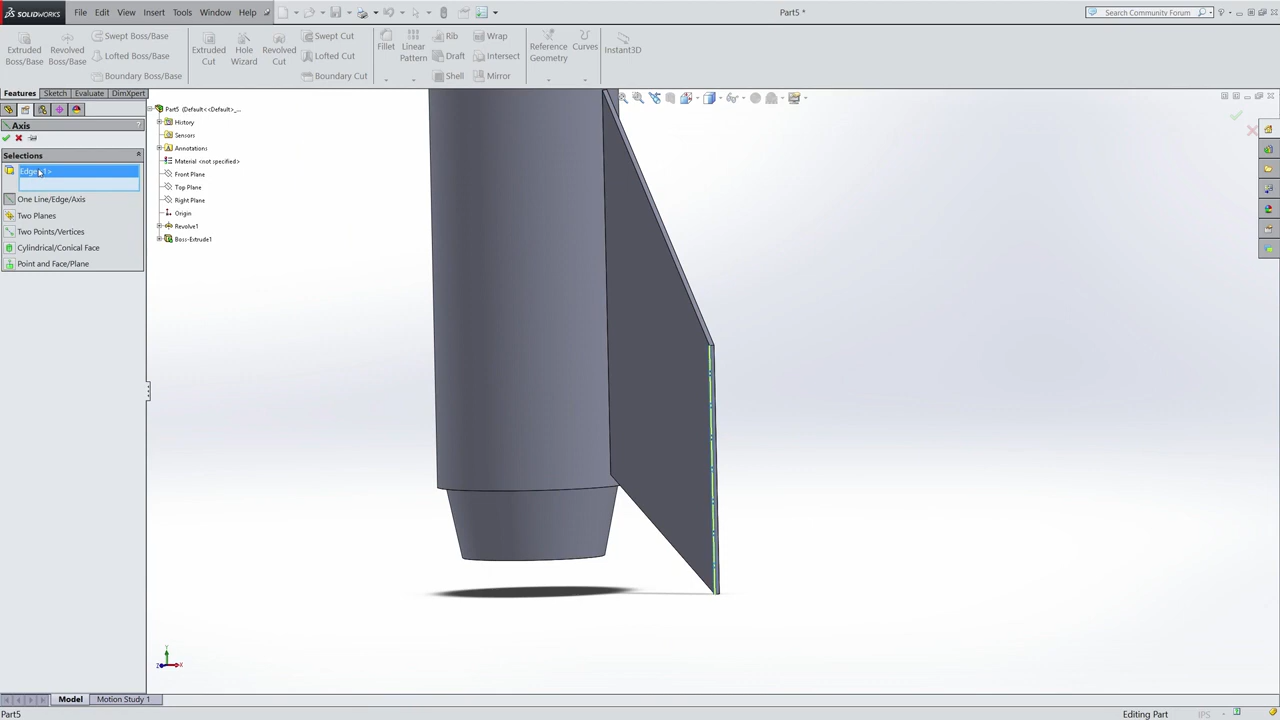 SOLIDWORKS File Edit View Insert Tools Window Help Part5 * Search Community Forum
Extruded Boss/Base
Revolved Boss/Base
Swept Boss/Base
Lofted Boss/Base
Boundary Boss/Base
Extruded Cut
Hole Wizard
Revolved Cut
Swept Cut
Lofted Cut
Boundary Cut
Fillet
Linear Pattern
Rib
Draft
Shell
Wrap
Intersect
Mirror
Reference Geometry
Curves
Instant3D
Features Sketch Evaluate DimXpert
Axis ?
Selections
One Line/Edge/Axis
Two Planes
Two Points/Vertices
Cylindrical/Conical Face
Point and Face/Plane
Part5 (Default<<Default>_...
History
Sensors
Annotations
Material <not specified>
Front Plane
Top Plane
Right Plane
Origin
Revolve1
Boss-Extrude1
Y
Z X
Model Motion Study 1
Part5 Editing Part IPS